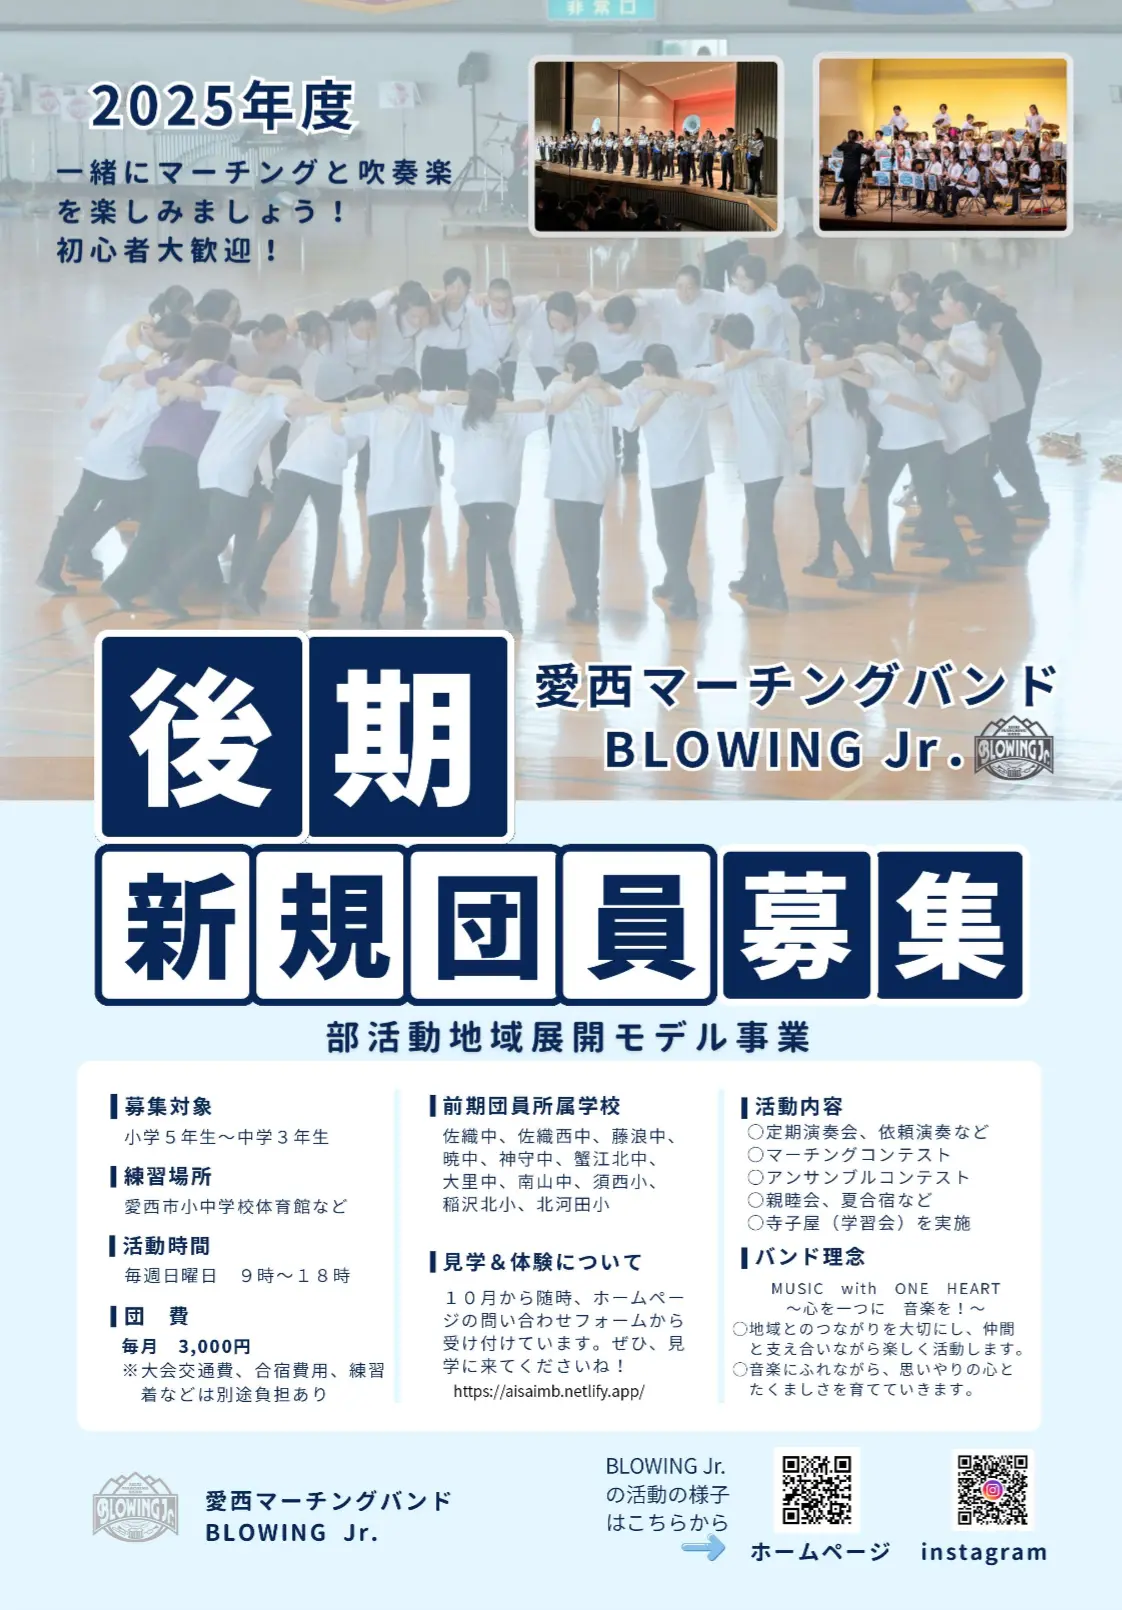 非常口
2025年度
一緒にマーチングと吹奏楽
を楽しみましょう！
初心者大歓迎！
後期
愛西マーチングバンド
BLOWING Jr.
BLOWING Jr.
新規団員募集
部活動地域展開モデル事業
募集対象
小学５年生～中学３年生
練習場所
愛西市小中学校体育館など
活動時間
毎週日曜日　９時～１８時
団　費
毎月　3,000円
※大会交通費、合宿費用、練習
着などは別途負担あり
前期団員所属学校
佐織中、佐織西中、藤浪中、
暁中、神守中、蟹江北中、
大里中、南山中、須西小、
稲沢北小、北河田小
見学＆体験について
１０月から随時、ホームペー
ジの問い合わせフォームから
受け付けています。ぜひ、見
学に来てくださいね！
https://aisaimb.netlify.app/
活動内容
○定期演奏会、依頼演奏など
○マーチングコンテスト
○アンサンブルコンテスト
○親睦会、夏合宿など
○寺子屋（学習会）を実施
バンド理念
MUSIC　with　ONE　HEART
～心を一つに　音楽を！～
○地域とのつながりを大切にし、仲間
と支え合いながら楽しく活動します。
○音楽にふれながら、思いやりの心と
たくましさを育てていきます。
BLOWING Jr.
愛西マーチングバンド
BLOWING Jr.
BLOWING Jr.
の活動の様子
はこちらから
ホームページ
instagram